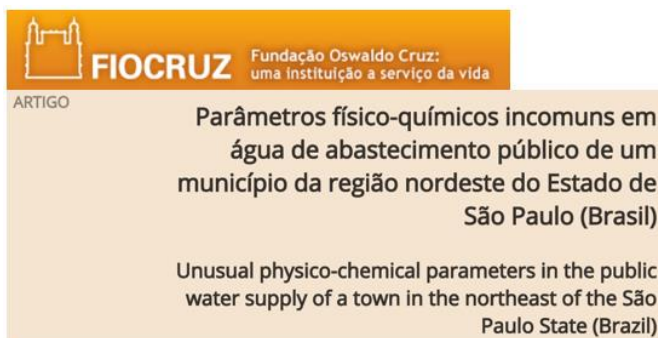 FIOCRUZ
Fundação Oswaldo Cruz:
uma instituição a serviço da vida
ARTIGO
Parâmetros físico-químicos incomuns em
água de abastecimento público de um
município da região nordeste do Estado de
São Paulo (Brasil)
Unusual physico-chemical parameters in the public
water supply of a town in the northeast of the São
Paulo State (Brazil)